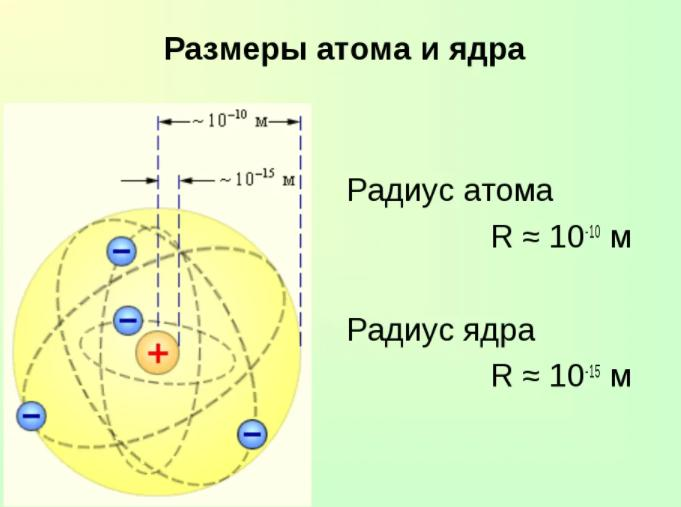 Размеры атома и ядра
~ 10⁻¹⁰ м
~ 10⁻¹⁵ м
Радиус атома
R ≈ 10⁻¹⁰ м
Радиус ядра
R ≈ 10⁻¹⁵ м
−
−
+
−
−